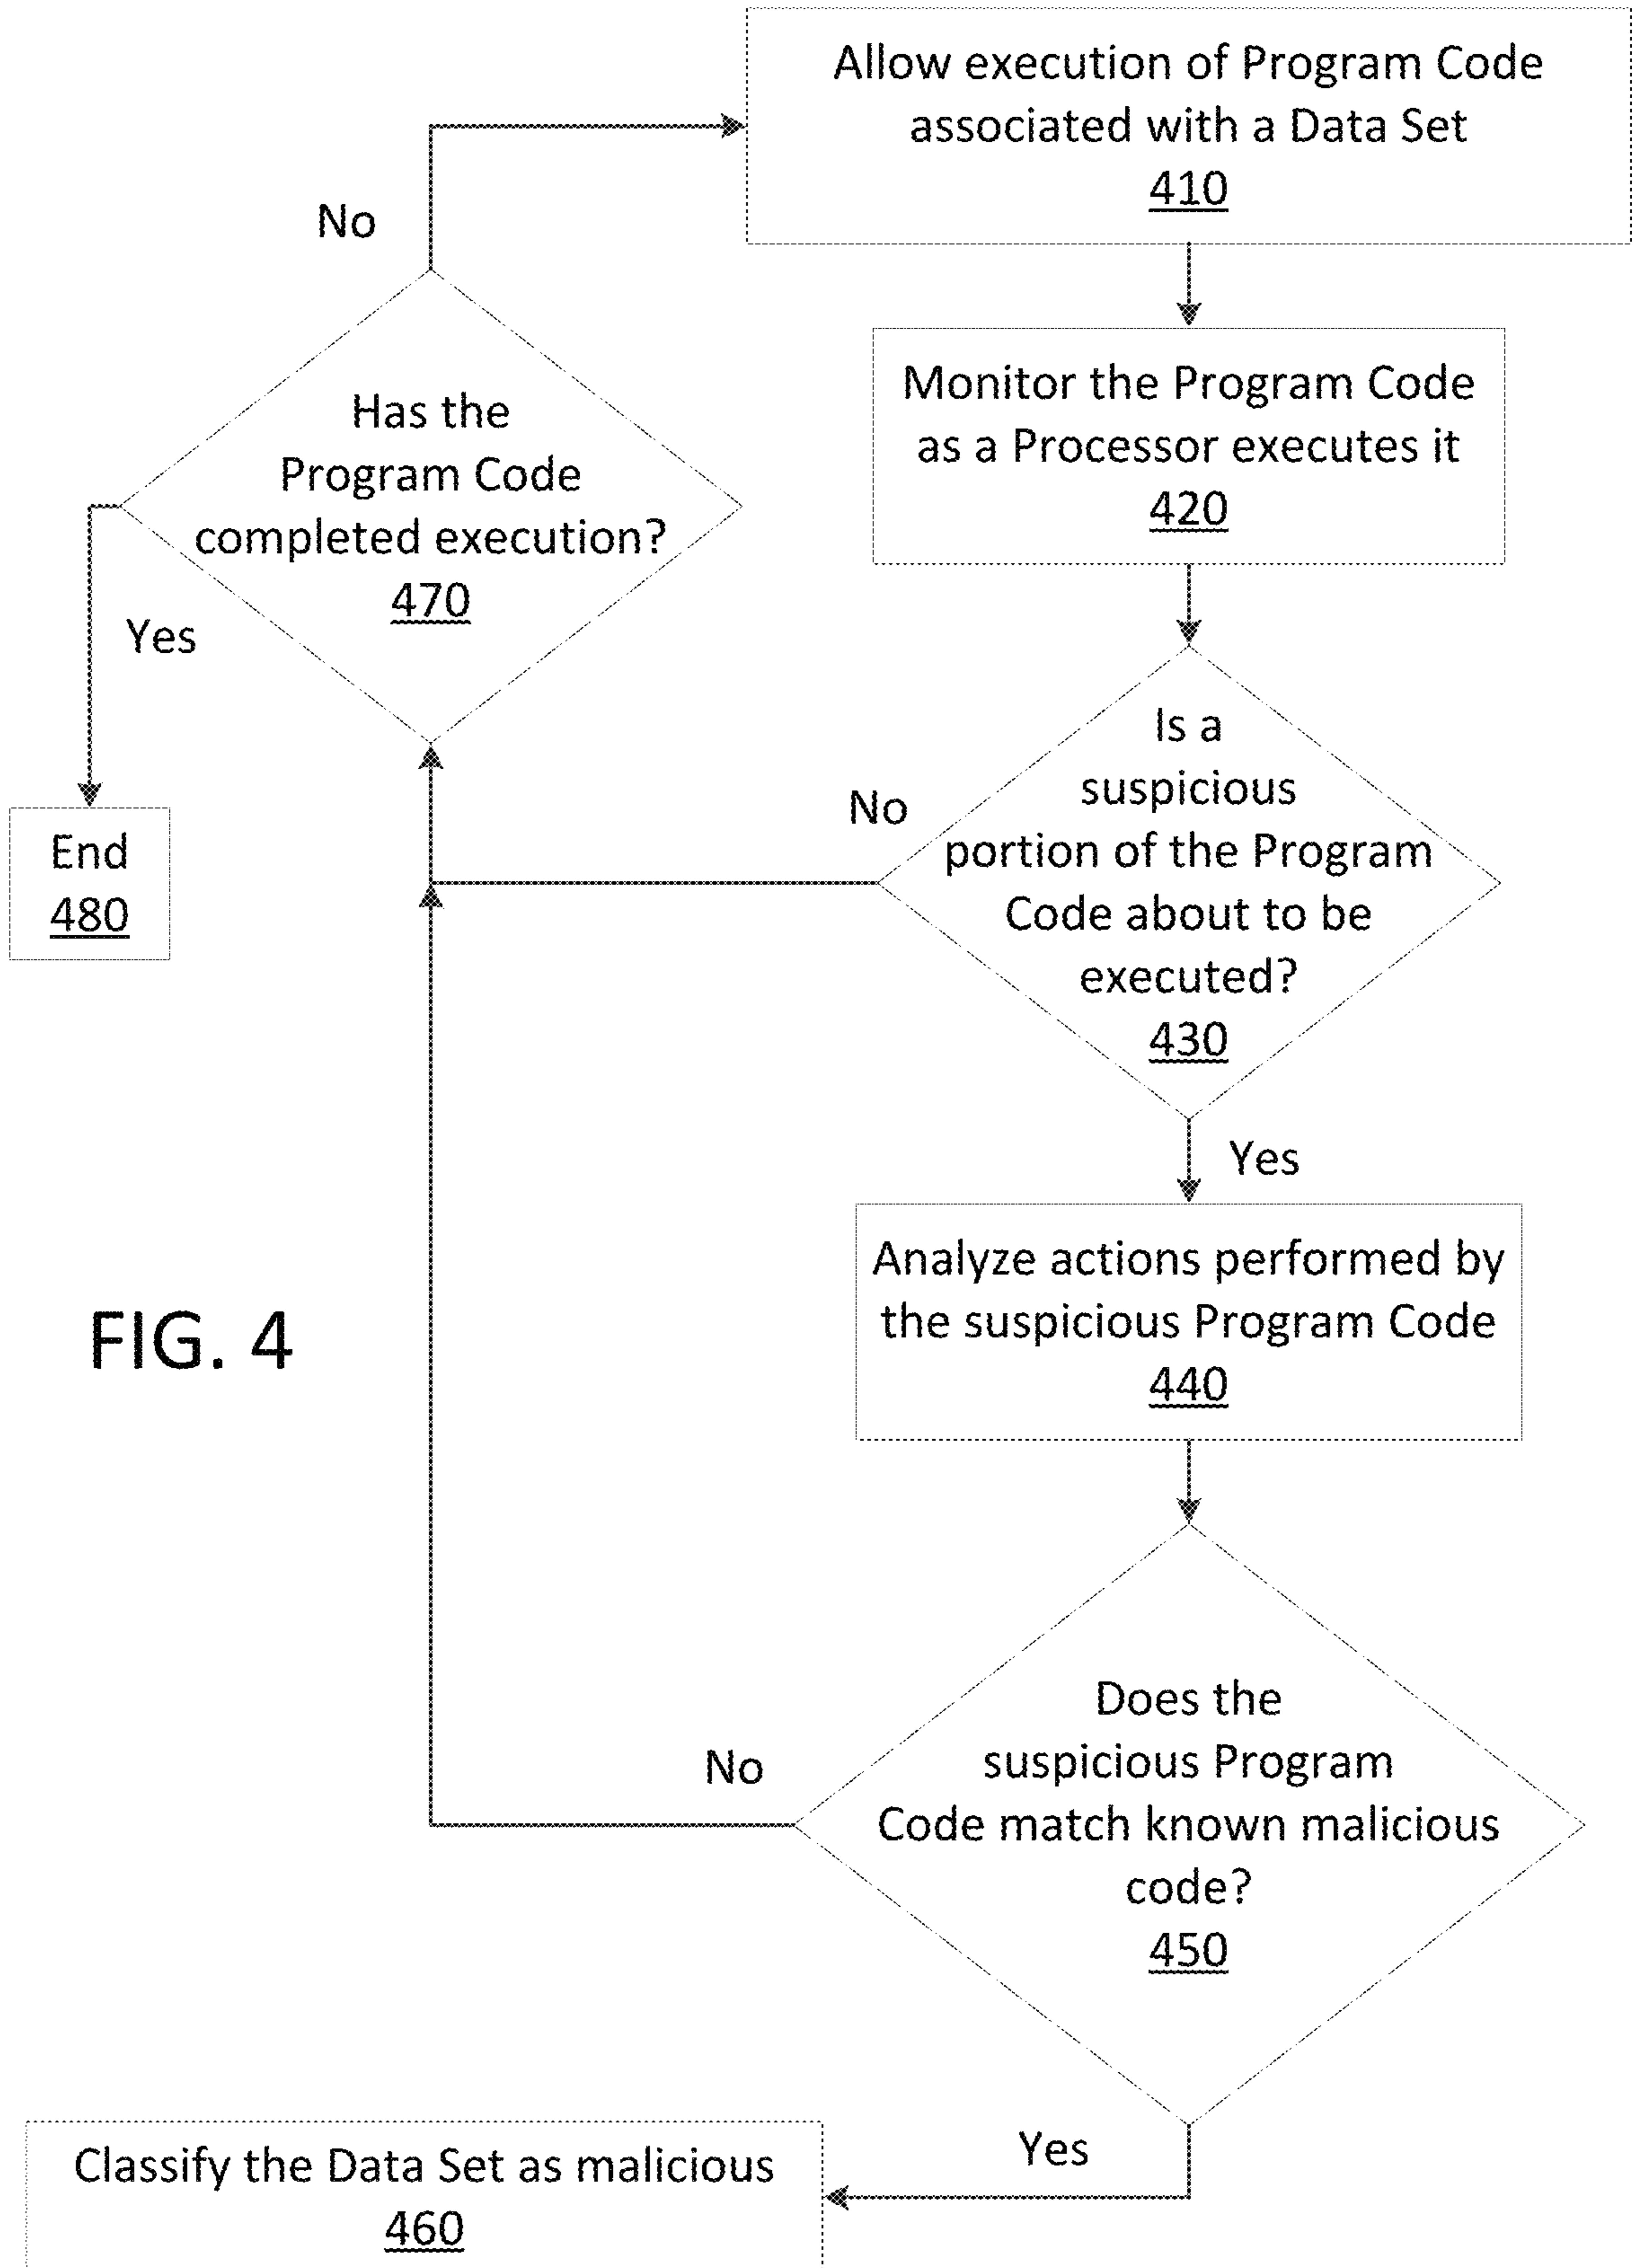 Allow execution of Program Code
associated with a Data Set
410
No
Monitor the Program Code
as a Processor executes it
420
Has the
Program Code
completed execution?
470
Yes
Is a
suspicious
portion of the Program
Code about to be
executed?
430
No
End
480
Yes
Analyze actions performed by
the suspicious Program Code
440
FIG. 4
Does the
suspicious Program
Code match known malicious
code?
450
No
Yes
Classify the Data Set as malicious
460